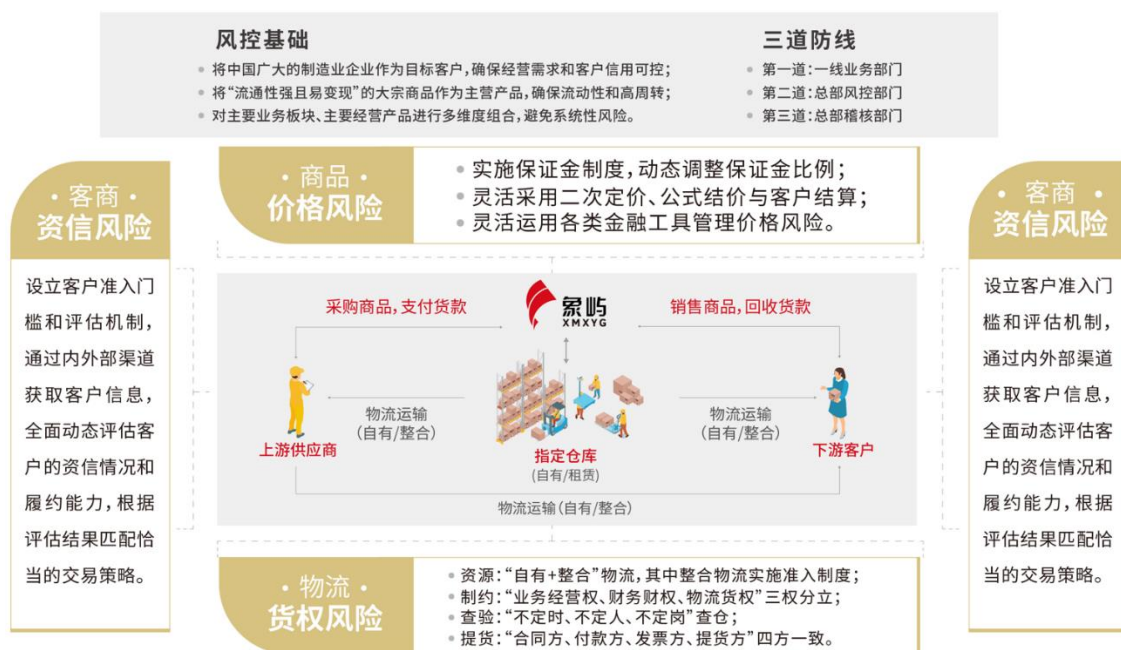 风控基础
• 将中国广大的制造业企业作为目标客户，确保经营需求和客户信用可控；
• 将“流通性强且易变现”的大宗商品作为主营产品，确保流动性和高周转；
• 对主要业务板块、主要经营产品进行多维度组合，避免系统性风险。
三道防线
• 第一道：一线业务部门
• 第二道：总部风控部门
• 第三道：总部稽核部门
• 客商 •
资信风险
设立客户准入门
槛和评估机制，
通过内外部渠道
获取客户信息，
全面动态评估客
户的资信情况和
履约能力，根据
评估结果匹配恰
当的交易策略。
• 商品 •
价格风险
• 实施保证金制度，动态调整保证金比例；
• 灵活采用二次定价、公式结价与客户结算；
• 灵活运用各类金融工具管理价格风险。
采购商品，支付货款
象屿
XMXYG
销售商品，回收货款
上游供应商
物流运输
（自有/整合）
指定仓库
(自有/租赁)
物流运输
（自有/整合）
下游客户
物流运输（自有/整合）
• 物流 •
货权风险
• 资源：“自有+整合”物流，其中整合物流实施准入制度；
• 制约：“业务经营权、财务财权、物流货权”三权分立；
• 查验：“不定时、不定人、不定岗”查仓；
• 提货：“合同方、付款方、发票方、提货方”四方一致。
• 客商 •
资信风险
设立客户准入门
槛和评估机制，
通过内外部渠道
获取客户信息，
全面动态评估客
户的资信情况和
履约能力，根据
评估结果匹配恰
当的交易策略。